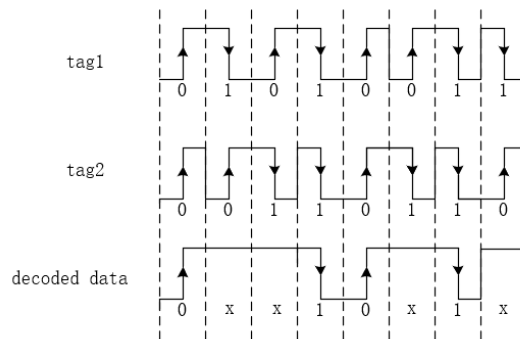 tag1
0 1 0 1 0 0 1 1
tag2
0 0 1 1 0 1 1 0
decoded data
0 x x 1 0 x 1 x